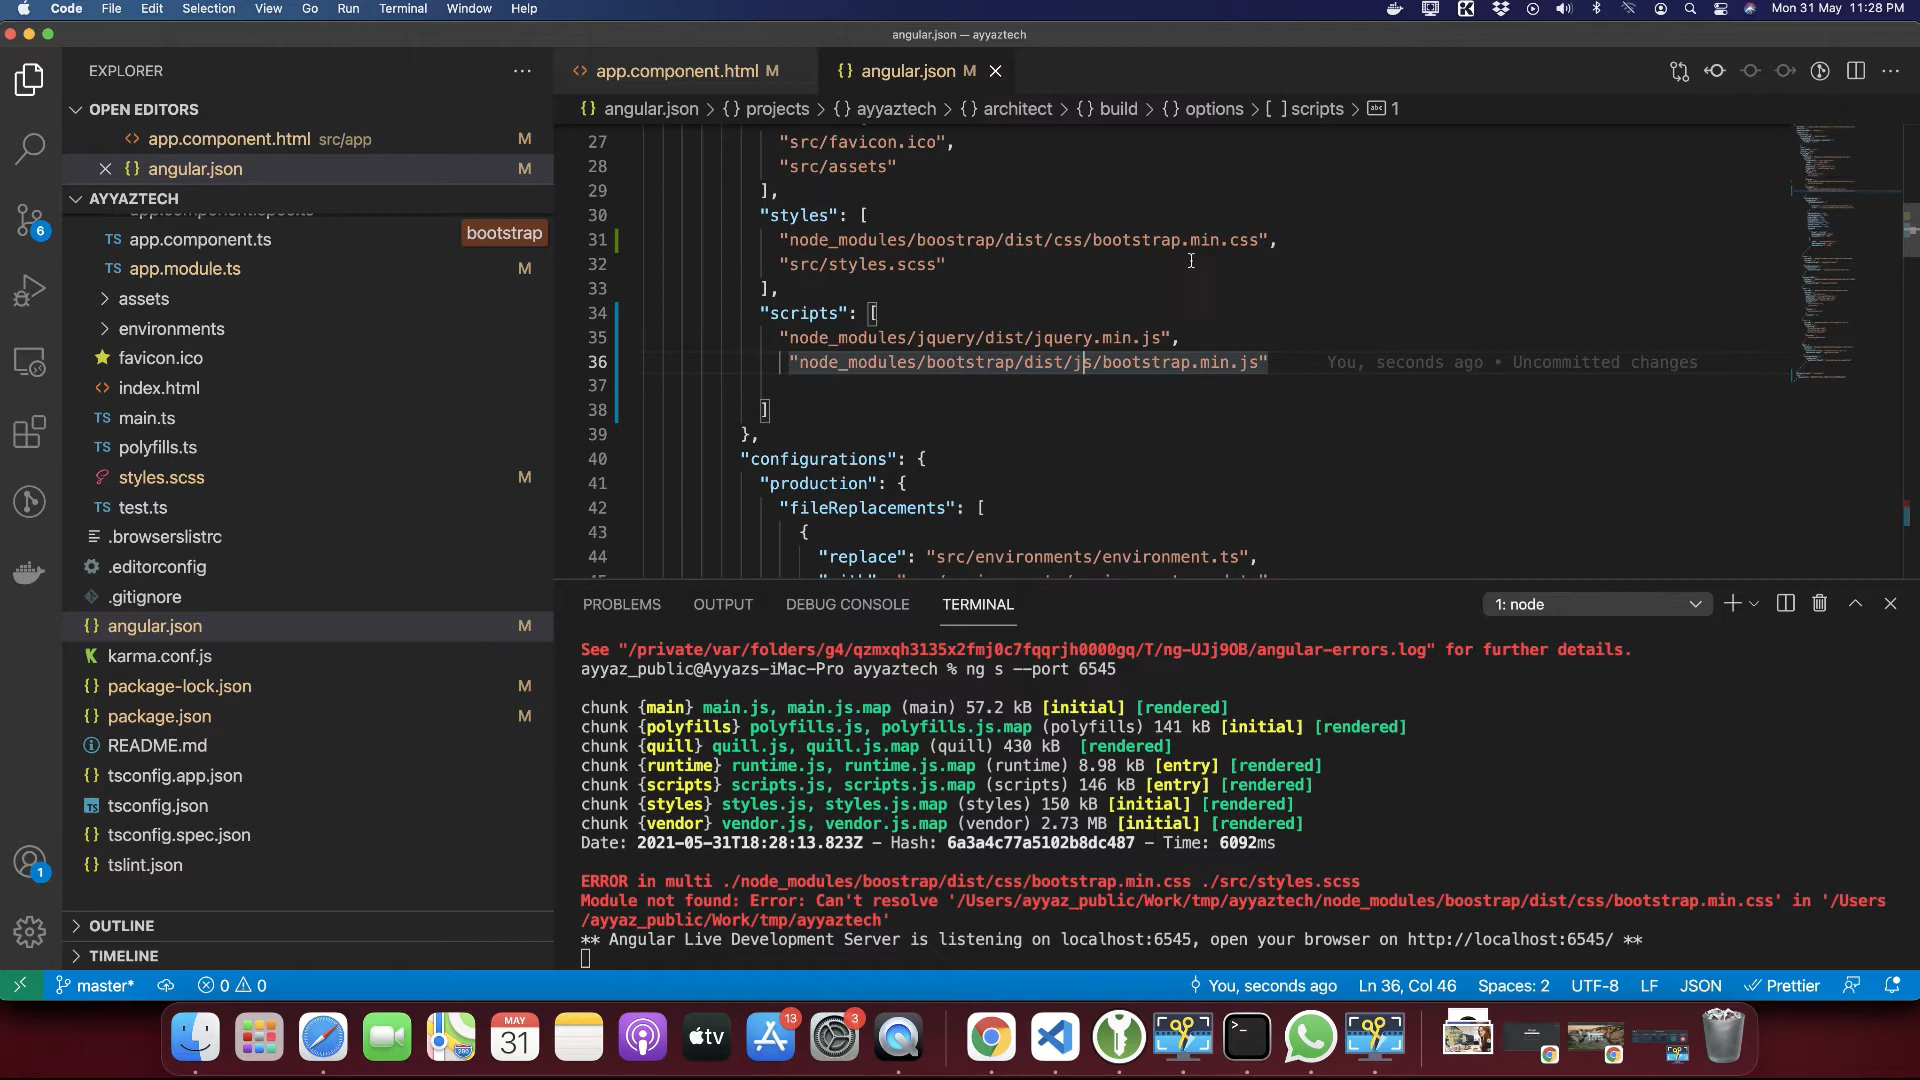 Code File Edit Selection View Go Run Terminal Window Help Mon 31 May 11:28 PM
angular.json — ayyaztech
EXPLORER
app.component.html M
angular.json M
OPEN EDITORS
angular.json > {} projects > {} ayyaztech > {} architect > {} build > {} options > [ ] scripts > abc 1
app.component.html src/app M
angular.json M
AYYAZTECH
app.component.ts
bootstrap
app.module.ts M
assets
environments
favicon.ico
index.html
main.ts
polyfills.ts
styles.scss M
test.ts
.browserslistrc
.editorconfig
.gitignore
angular.json M
karma.conf.js
package-lock.json M
package.json M
README.md
tsconfig.app.json
tsconfig.json
tsconfig.spec.json
tslint.json
OUTLINE
TIMELINE
6
1
27 "src/favicon.ico",
28 "src/assets"
29 ],
30 "styles": [
31 "node_modules/boostrap/dist/css/bootstrap.min.css",
32 "src/styles.scss"
33 ],
34 "scripts": [
35 "node_modules/jquery/dist/jquery.min.js",
36 "node_modules/bootstrap/dist/js/bootstrap.min.js" You, seconds ago • Uncommitted changes
37
38 ]
39 },
40 "configurations": {
41 "production": {
42 "fileReplacements": [
43 {
44 "replace": "src/environments/environment.ts",
PROBLEMS OUTPUT DEBUG CONSOLE TERMINAL 1: node
See "/private/var/folders/g4/qzmxqh3135x2fmj0c7fqqrjh0000gq/T/ng-UJj9OB/angular-errors.log" for further details.
ayyaz_public@Ayyazs-iMac-Pro ayyaztech % ng s --port 6545
chunk {main} main.js, main.js.map (main) 57.2 kB [initial] [rendered]
chunk {polyfills} polyfills.js, polyfills.js.map (polyfills) 141 kB [initial] [rendered]
chunk {quill} quill.js, quill.js.map (quill) 430 kB [rendered]
chunk {runtime} runtime.js, runtime.js.map (runtime) 8.98 kB [entry] [rendered]
chunk {scripts} scripts.js, scripts.js.map (scripts) 146 kB [entry] [rendered]
chunk {styles} styles.js, styles.js.map (styles) 150 kB [initial] [rendered]
chunk {vendor} vendor.js, vendor.js.map (vendor) 2.73 MB [initial] [rendered]
Date: 2021-05-31T18:28:13.823Z - Hash: 6a3a4c77a5102b8dc487 - Time: 6092ms
ERROR in multi ./node_modules/boostrap/dist/css/bootstrap.min.css ./src/styles.scss
Module not found: Error: Can't resolve '/Users/ayyaz_public/Work/tmp/ayyaztech/node_modules/boostrap/dist/css/bootstrap.min.css' in '/Users
/ayyaz_public/Work/tmp/ayyaztech'
** Angular Live Development Server is listening on localhost:6545, open your browser on http://localhost:6545/ **
master* 0 0 You, seconds ago Ln 36, Col 46 Spaces: 2 UTF-8 LF JSON Prettier
MAY
31
tv
13
3